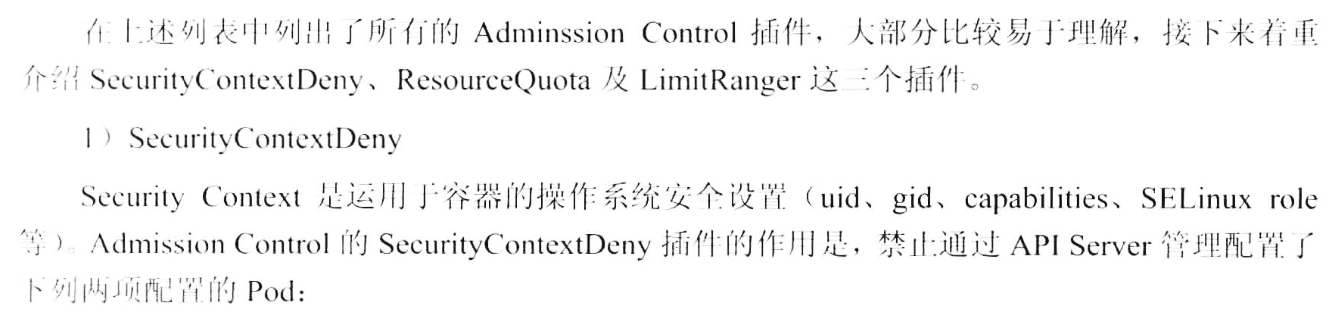 在上述列表中列出了所有的 Adminssion Control 插件，大部分比较易于理解，接下来着重
介绍 SecurityContextDeny、ResourceQuota 及 LimitRanger 这三个插件。
1）SecurityContextDeny
Security Context 是运用于容器的操作系统安全设置（uid、gid、capabilities、SELinux role
等）。Admission Control 的 SecurityContextDeny 插件的作用是，禁止通过 API Server 管理配置了
下列两项配置的 Pod：